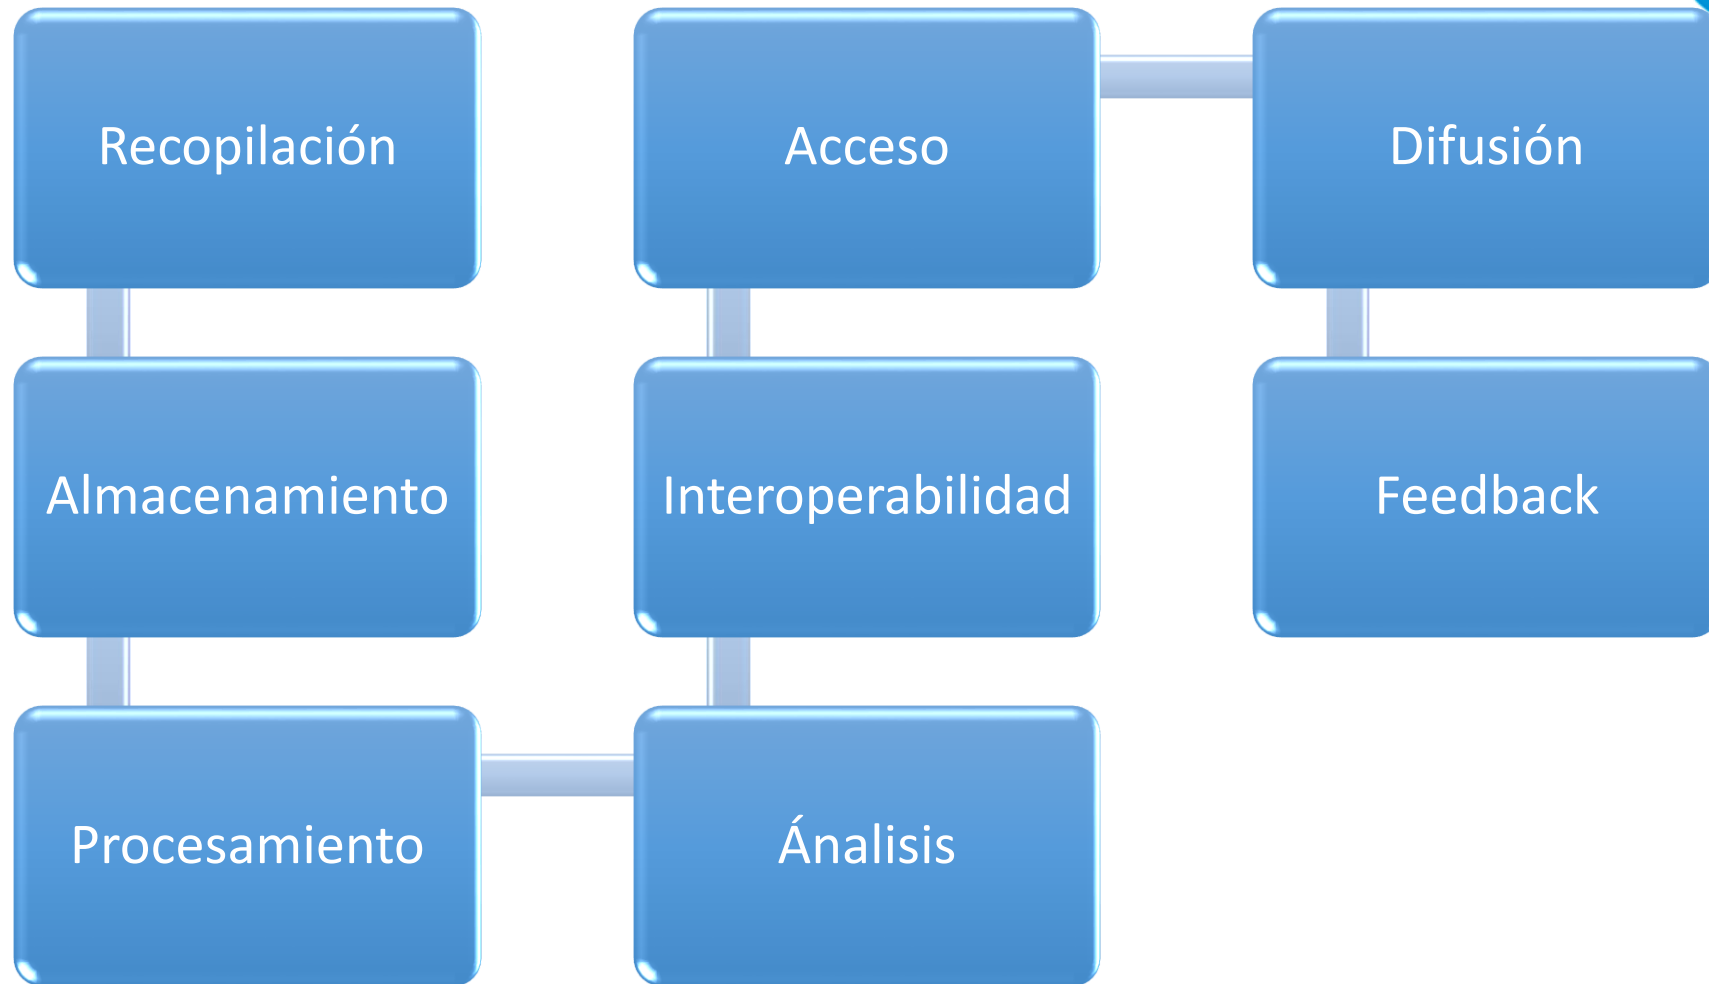 Recopilación
Almacenamiento
Procesamiento
Ánalisis
Interoperabilidad
Acceso
Difusión
Feedback